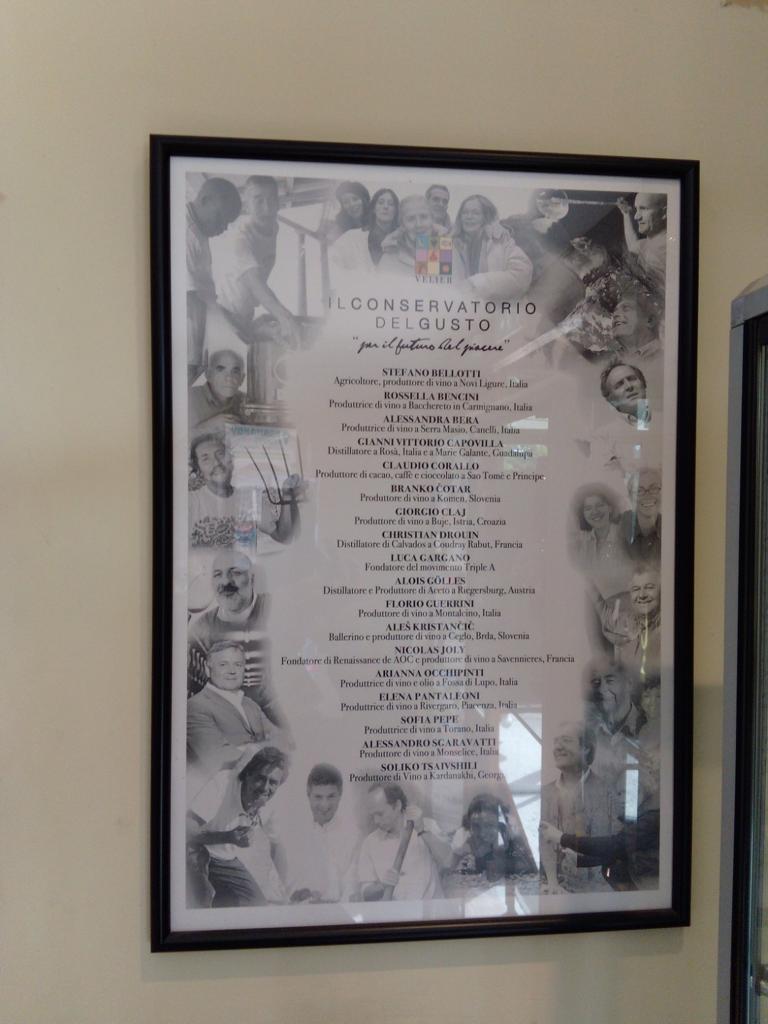 VELIER
IL CONSERVATORIO
DEL GUSTO
"per il futuro del piacere"
STEFANO BELLOTTI
Agricoltore, produttore di vino a Novi Ligure, Italia
ROSSELLA BENCINI
Produttrice di vino a Bacchereto in Carmignano, Italia
ALESSANDRA BERA
Produttrice di vino a Serra Masio, Canelli, Italia
GIANNI VITTORIO CAPOVILLA
Distillatore a Rosà, Italia e a Marie Galante, Guadalupa
CLAUDIO CORALLO
Produttore di cacao, caffè e cioccolato a Sao Tomè e Principe
BRANKO ČOTAR
Produttore di vino a Komen, Slovenia
GIORGIO CLAJ
Produttore di vino a Buje, Istria, Croazia
CHRISTIAN DROUIN
Distillatore di Calvados a Coudray Rabut, Francia
LUCA GARGANO
Fondatore del movimento Triple A
ALOIS GÖLLES
Distillatore e Produttore di Aceto a Riegersburg, Austria
FLORIO GUERRINI
Produttore di vino a Montalcino, Italia
ALEŠ KRISTANČIČ
Ballerino e produttore di vino a Ceglo, Brda, Slovenia
NICOLAS JOLY
Fondatore di Renaissance de AOC e produttore di vino a Savennieres, Francia
ARIANNA OCCHIPINTI
Produttrice di vino e olio a Fossa di Lupo, Italia
ELENA PANTALEONI
Produttrice di vino a Rivergaro, Piacenza, Italia
SOFIA PEPE
Produttrice di vino a Torano, Italia
ALESSANDRO SGARAVATTI
Produttore di vino a Monselice, Italia
SOLIKO TSAIVSHILI
Produttore di Vino a Kardanakhi, Georgia